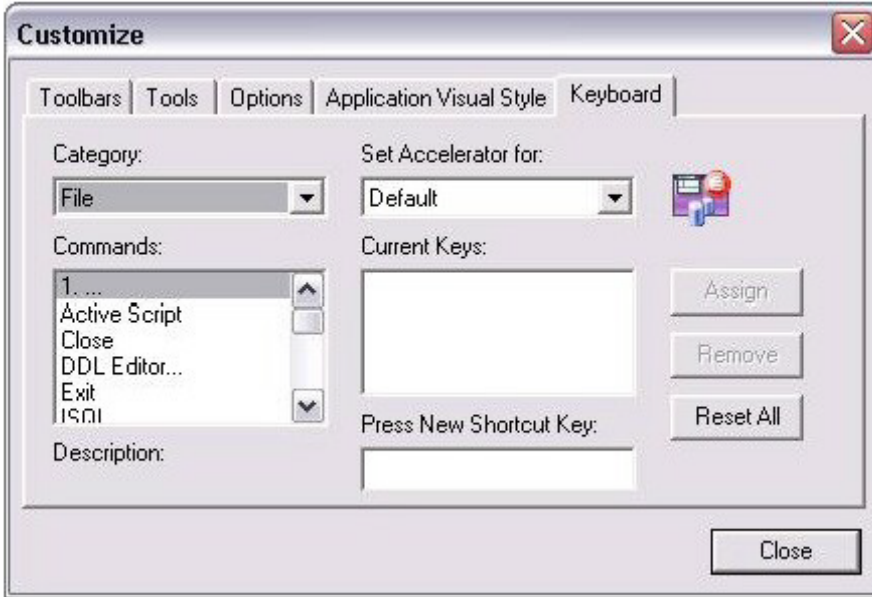 Customize
Toolbars
Tools
Options
Application Visual Style
Keyboard
Category:
File
Commands:
1. ...
Active Script
Close
DDL Editor...
Exit
ISQL
Description:
Set Accelerator for:
Default
Current Keys:
Press New Shortcut Key:
Assign
Remove
Reset All
Close